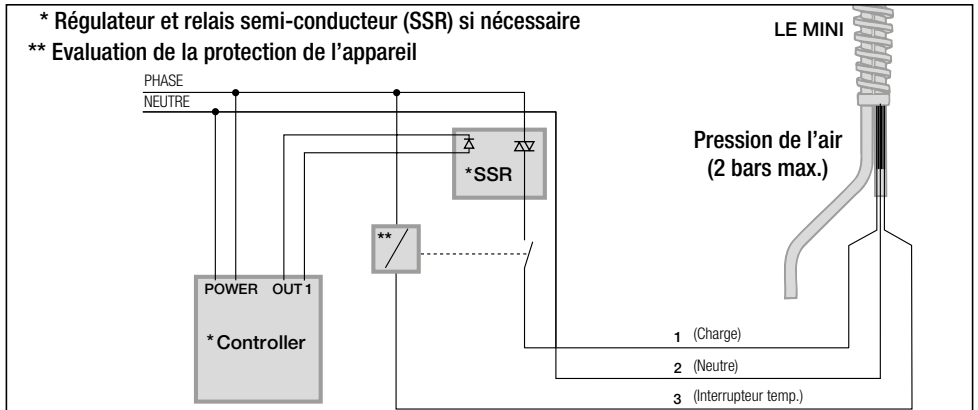 * Régulateur et relais semi-conducteur (SSR) si nécessaire
** Evaluation de la protection de l'appareil
LE MINI
PHASE
NEUTRE
Pression de l'air
(2 bars max.)
*SSR
**
POWER OUT 1
*Controller
1 (Charge)
2 (Neutre)
3 (Interrupteur temp.)